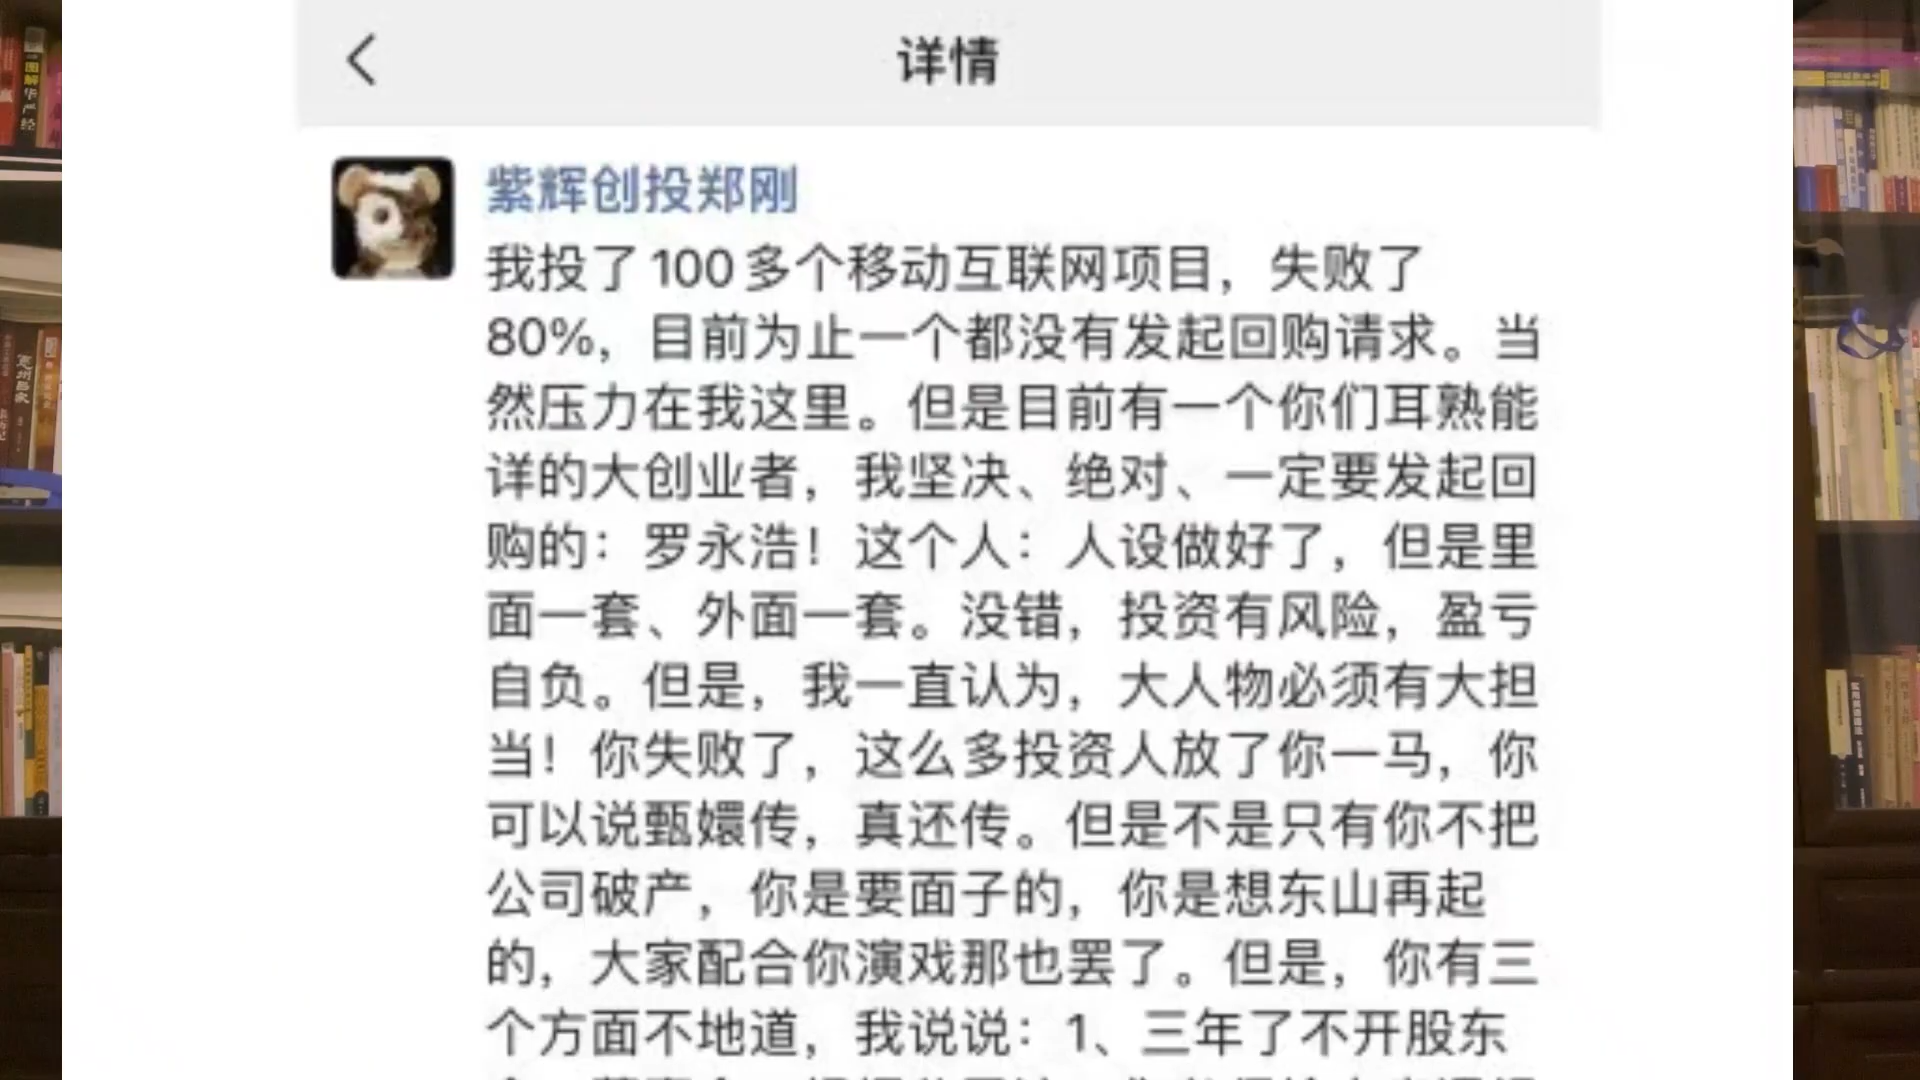 详情
紫辉创投郑刚
我投了100多个移动互联网项目，失败了
80%，目前为止一个都没有发起回购请求。当
然压力在我这里。但是目前有一个你们耳熟能
详的大创业者，我坚决、绝对、一定要发起回
购的：罗永浩！这个人：人设做好了，但是里
面一套、外面一套。没错，投资有风险，盈亏
自负。但是，我一直认为，大人物必须有大担
当！你失败了，这么多投资人放了你一马，你
可以说甄嬛传，真还传。但是不是只有你不把
公司破产，你是要面子的，你是想东山再起
的，大家配合你演戏那也罢了。但是，你有三
个方面不地道，我说说：1、三年了不开股东
图解华严经